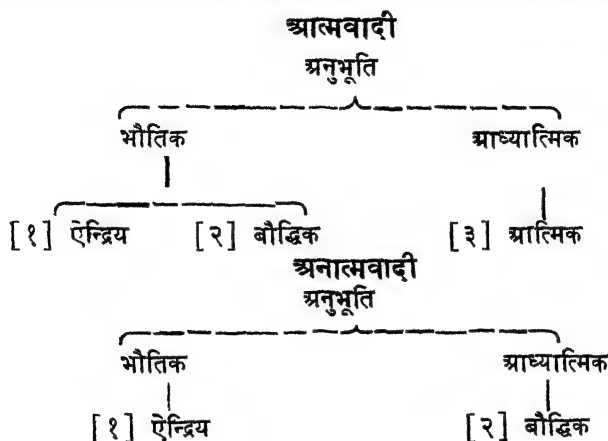 आत्मवादी
अनुभूति
भौतिक आध्यात्मिक
[१] ऐन्द्रिय [२] बौद्धिक [३] आत्मिक
अनात्मवादी
अनुभूति
भौतिक आध्यात्मिक
[१] ऐन्द्रिय [२] बौद्धिक